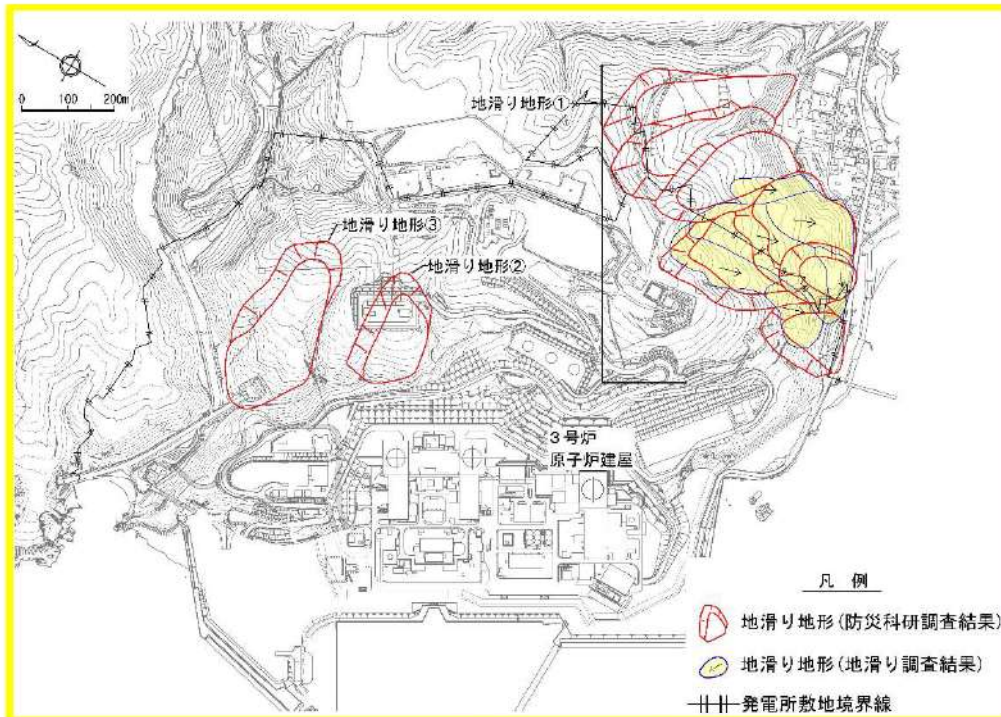 0 100 200m
地滑り地形①
地滑り地形③
地滑り地形②
3号炉
原子炉建屋
凡 例
地滑り地形(防災科研調査結果)
地滑り地形(地滑り調査結果)
発電所敷地境界線